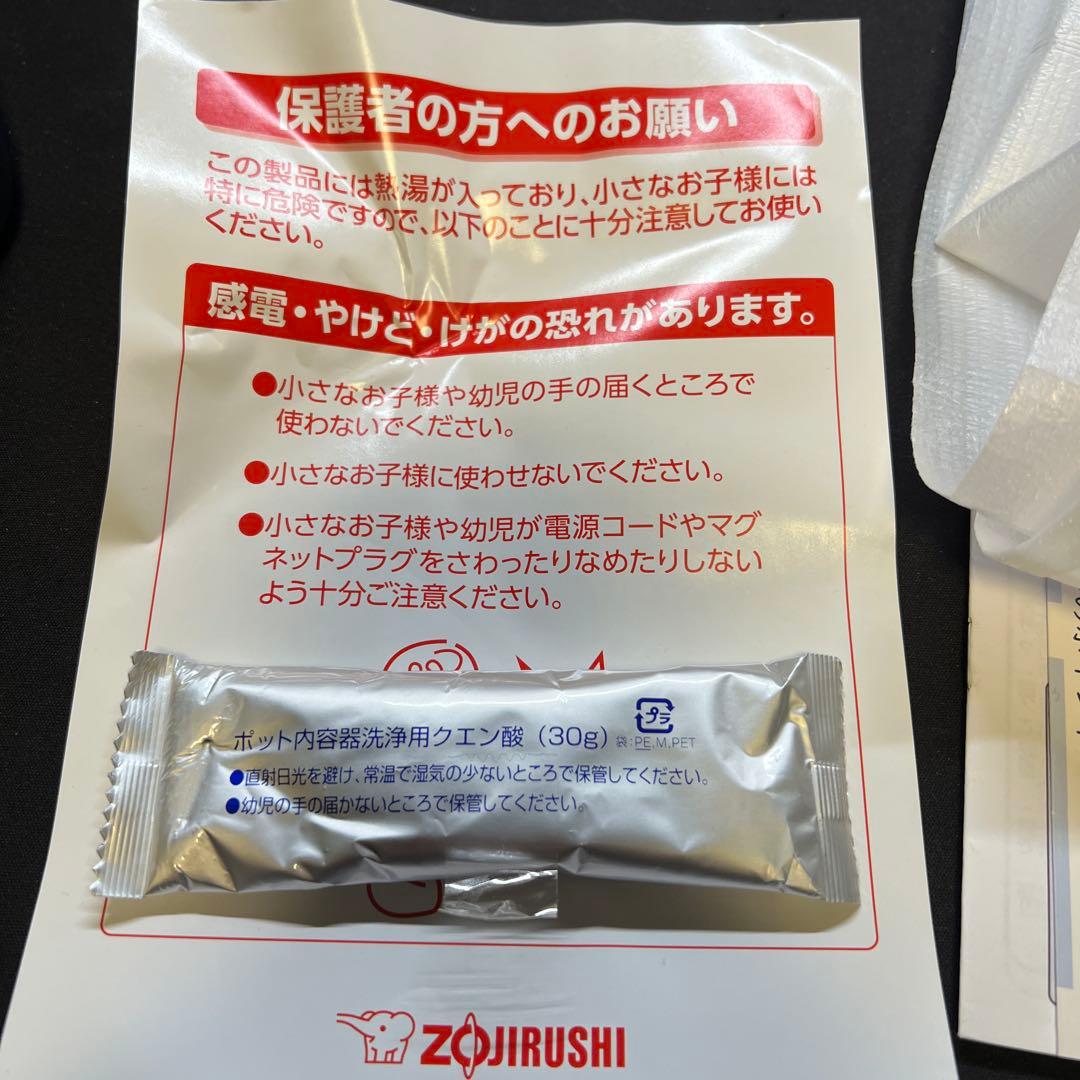 保護者の方へのお願い
この製品には熱湯が入っており、小さなお子様には
特に危険ですので、以下のことに十分注意してお使い
ください。
感電・やけど・けがの恐れがあります。
●小さなお子様や幼児の手の届くところで
使わないでください。
●小さなお子様に使わせないでください。
●小さなお子様や幼児が電源コードやマグ
ネットプラグをさわったりなめたりしない
よう十分ご注意ください。
ポット内容器洗浄用クエン酸（30g）
プラ
袋：PE,M,PET
●直射日光を避け、常温で湿気の少ないところで保管してください。
●幼児の手の届かないところで保管してください。
ZOJIRUSHI